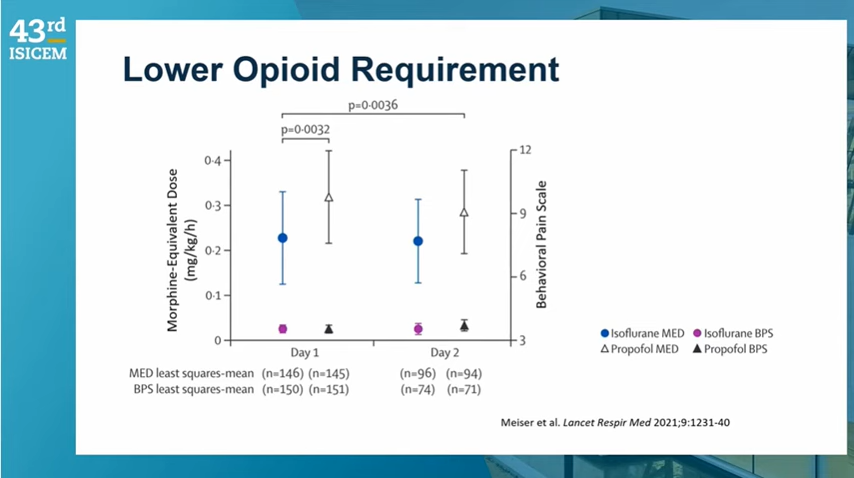 43rd
ISICEM
Lower Opioid Requirement
p=0·0036
p=0·0032
Morphine-Equivalent Dose
(mg/kg/h)
0·4
0·3
0·2
0·1
0
12
9
6
3
Behavioral Pain Scale
Day 1
Day 2
MED least squares-mean (n=146) (n=145) (n=96) (n=94)
BPS least squares-mean (n=150) (n=151) (n=74) (n=71)
Isoflurane MED Isoflurane BPS
Propofol MED Propofol BPS
Meiser et al. Lancet Respir Med 2021;9:1231-40